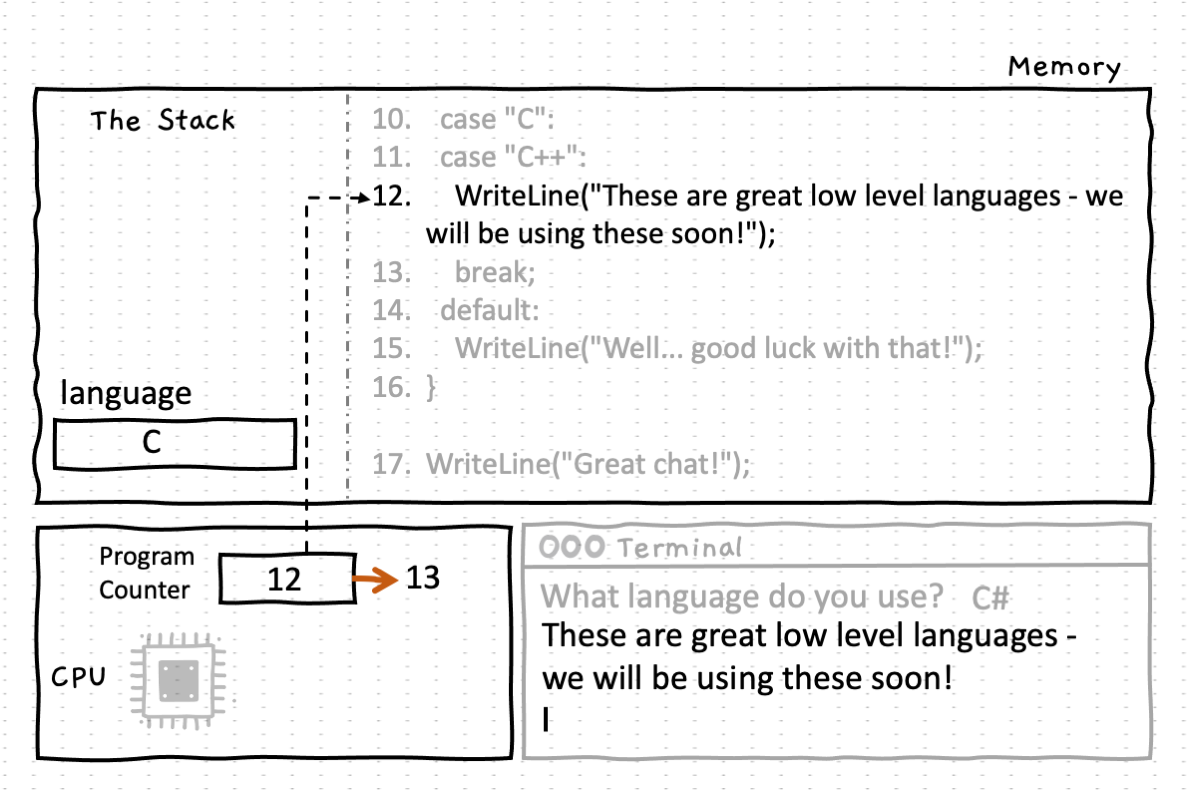 Memory
The Stack
10. case "C":
11. case "C++":
12. WriteLine("These are great low level languages - we
will be using these soon!");
13. break;
14. default:
15. WriteLine("Well... good luck with that!");
16. }
17. WriteLine("Great chat!");
language
C
Program
Counter
12
13
CPU
Terminal
What language do you use? C#
These are great low level languages -
we will be using these soon!